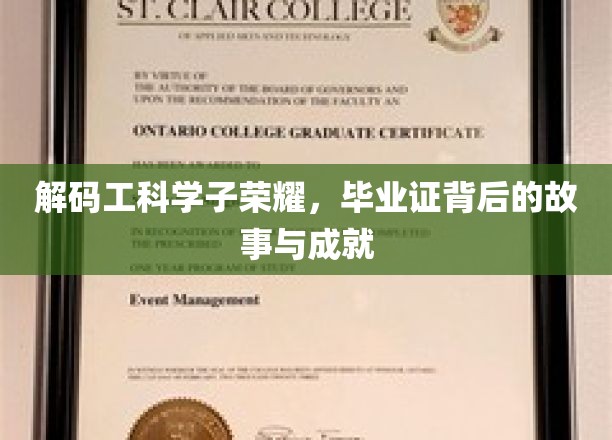 ST. CLAIR COLLEGE
OF APPLIED ARTS AND TECHNOLOGY
BY VIRTUE OF
THE AUTHORITY OF THE BOARD OF GOVERNORS AND
UPON THE RECOMMENDATION OF THE FACULTY AN
ONTARIO COLLEGE GRADUATE CERTIFICATE
HAS BEEN AWARDED TO
解码工科学子荣耀，毕业证背后的故
事与成就
IN RECOGNITION OF
COMPLETED
THE PRESCRIBED
ONE YEAR PROGRAM OF STUDY
Event Management